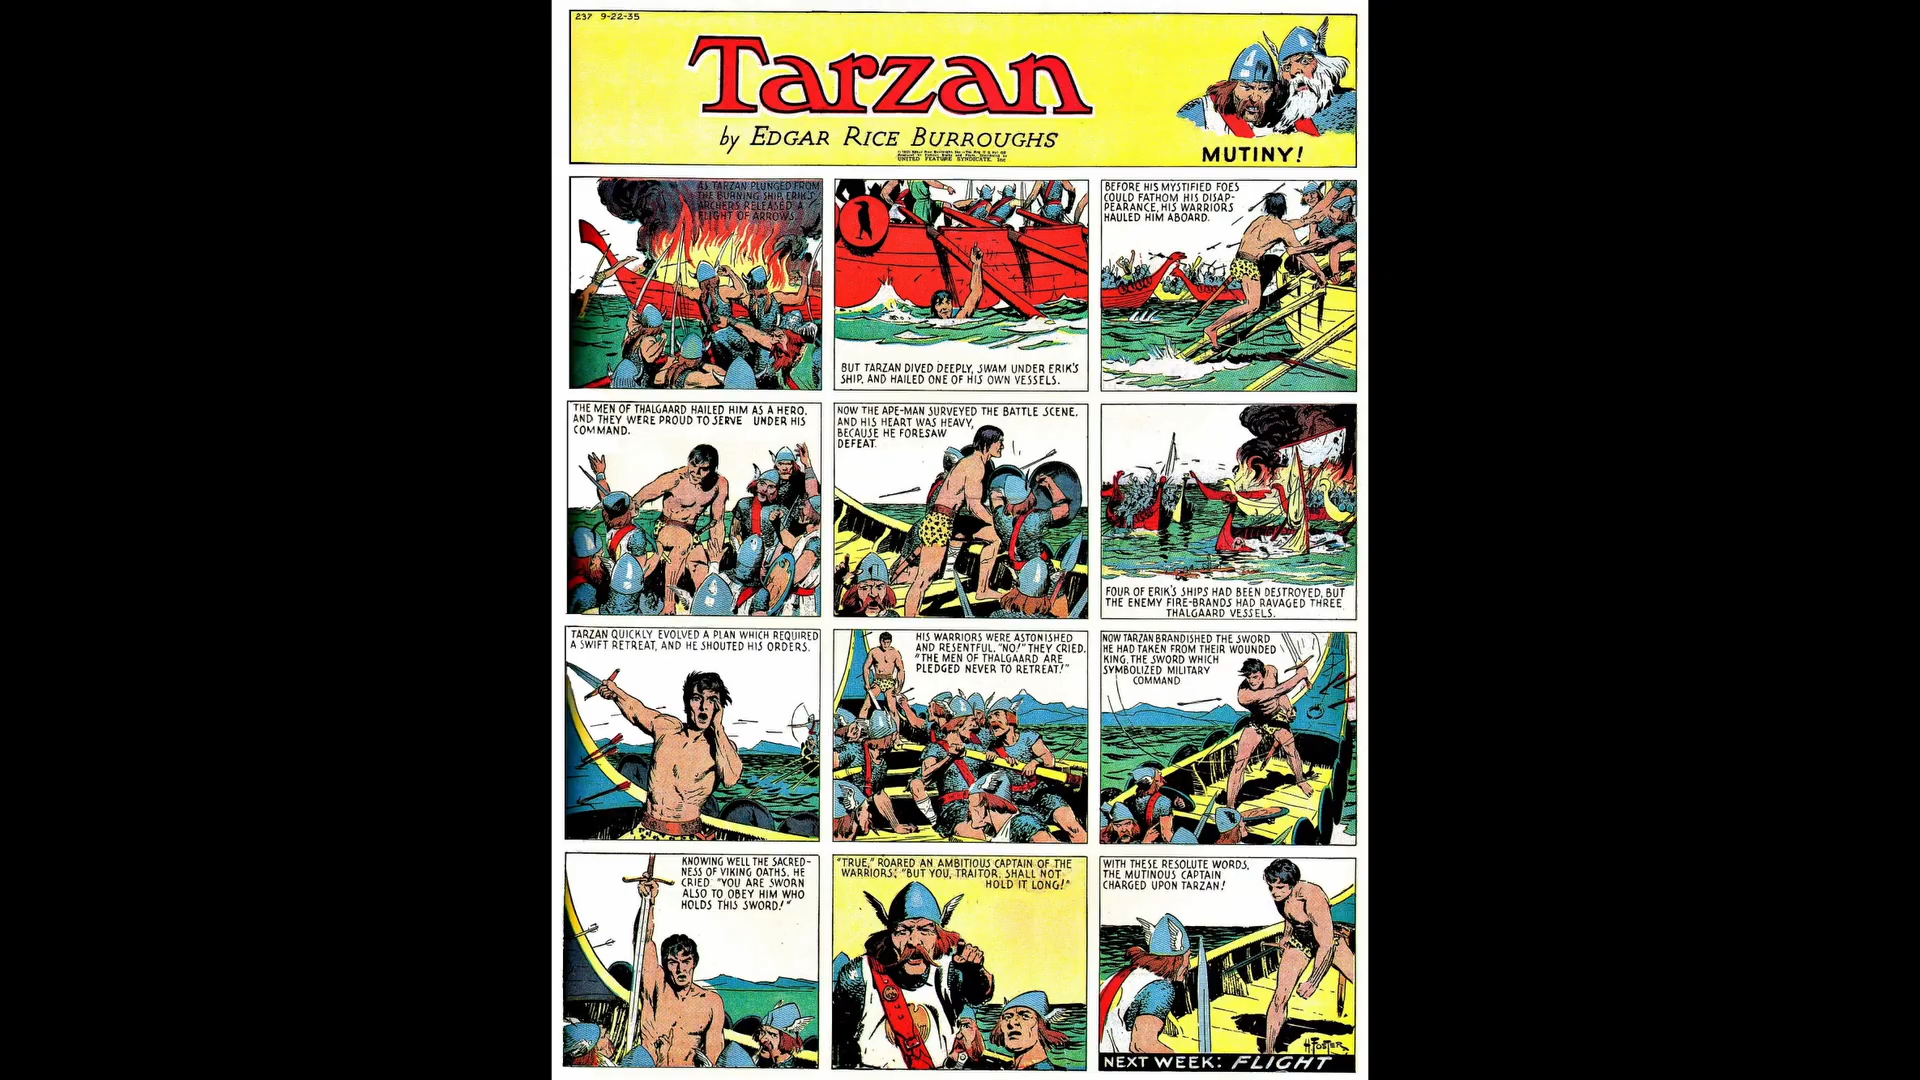 237 9-22-35
Tarzan
by EDGAR RICE BURROUGHS
UNITED FEATURE SYNDICATE, Inc
MUTINY!
AS TARZAN PLUNGED FROM
THE BURNING SHIP, ERIK'S
ARCHERS RELEASED A
FLIGHT OF ARROWS.
BUT TARZAN DIVED DEEPLY, SWAM UNDER ERIK'S
SHIP, AND HAILED ONE OF HIS OWN VESSELS.
BEFORE HIS MYSTIFIED FOES
COULD FATHOM HIS DISAP-
PEARANCE, HIS WARRIORS
HAULED HIM ABOARD.
THE MEN OF THALGAARD HAILED HIM AS A HERO,
AND THEY WERE PROUD TO SERVE UNDER HIS
COMMAND.
NOW THE APE-MAN SURVEYED THE BATTLE SCENE,
AND HIS HEART WAS HEAVY,
BECAUSE HE FORESAW
DEFEAT.
FOUR OF ERIK'S SHIPS HAD BEEN DESTROYED, BUT
THE ENEMY FIRE-BRANDS HAD RAVAGED THREE
THALGAARD VESSELS.
TARZAN QUICKLY EVOLVED A PLAN WHICH REQUIRED
A SWIFT RETREAT, AND HE SHOUTED HIS ORDERS.
HIS WARRIORS WERE ASTONISHED
AND RESENTFUL. "NO!" THEY CRIED.
"THE MEN OF THALGAARD ARE
PLEDGED NEVER TO RETREAT!"
NOW TARZAN BRANDISHED THE SWORD
HE HAD TAKEN FROM THEIR WOUNDED
KING, THE SWORD WHICH
SYMBOLIZED MILITARY
COMMAND
KNOWING WELL THE SACRED-
NESS OF VIKING OATHS, HE
CRIED: "YOU ARE SWORN
ALSO TO OBEY HIM WHO
HOLDS THIS SWORD!"
"TRUE," ROARED AN AMBITIOUS CAPTAIN OF THE
WARRIORS; "BUT YOU, TRAITOR, SHALL NOT
HOLD IT LONG!"
WITH THESE RESOLUTE WORDS,
THE MUTINOUS CAPTAIN
CHARGED UPON TARZAN!
H. FOSTER
NEXT WEEK: FLIGHT